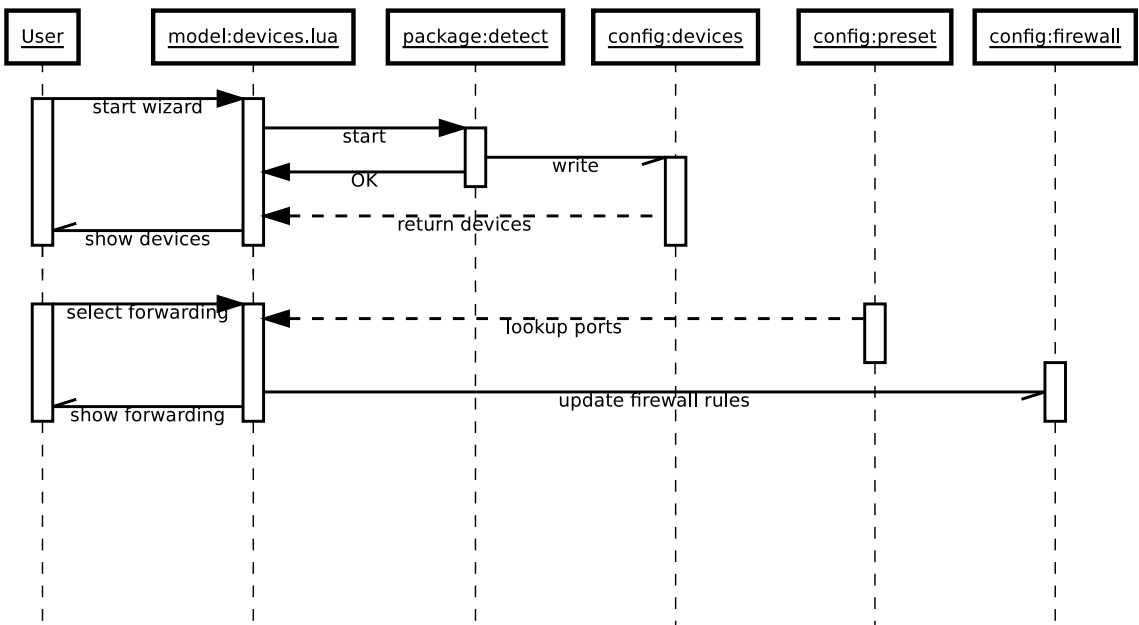 User
model:devices.lua
package:detect
config:devices
config:preset
config:firewall
start wizard
start
write
OK
return devices
show devices
select forwarding
lookup ports
update firewall rules
show forwarding